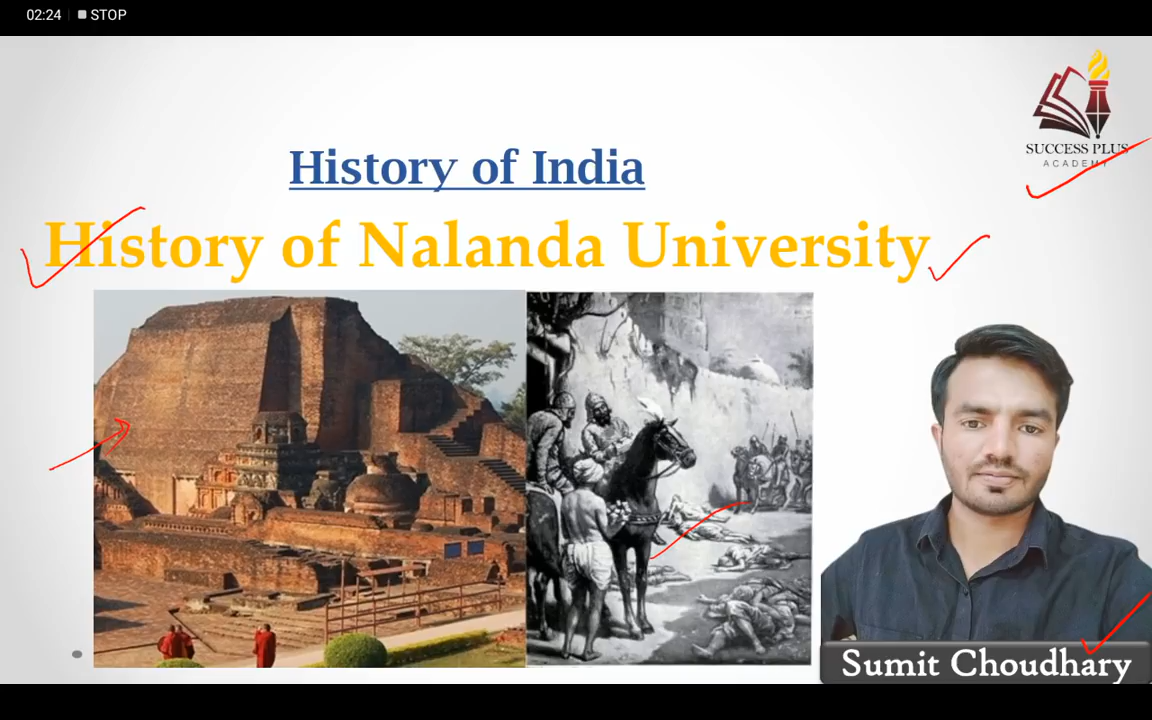 02:24 STOP
SUCCESS PLUS
ACADEMY
History of India
History of Nalanda University
Sumit Choudhary